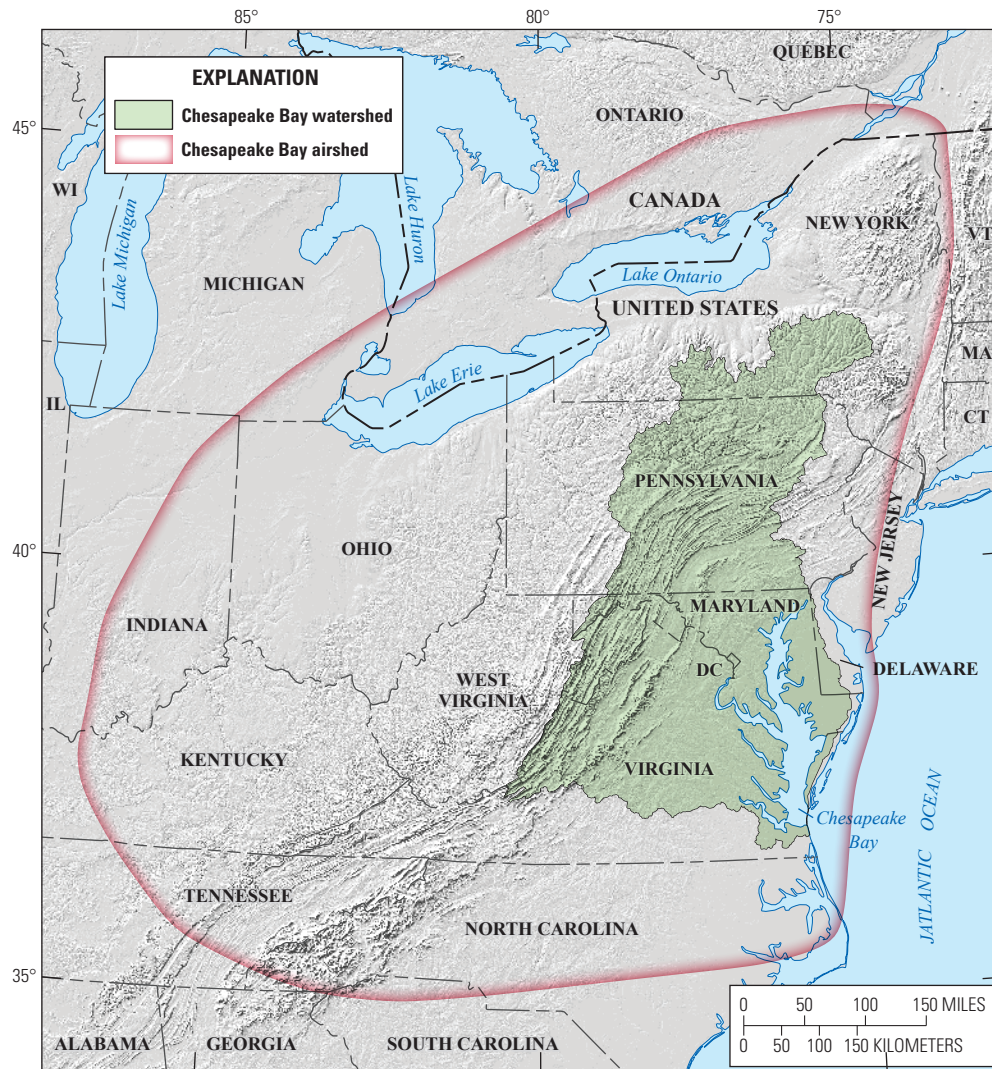 85°
80°
75°
QUÉBEC
EXPLANATION
Chesapeake Bay watershed
Chesapeake Bay airshed
ONTARIO
45°
WI
CANADA
NEW YORK
VT
Lake Michigan
Lake Huron
MICHIGAN
Lake Ontario
UNITED STATES
MA
Lake Erie
IL
CT
PENNSYLVANIA
NEW JERSEY
40°
OHIO
INDIANA
MARYLAND
DC
DELAWARE
WEST
VIRGINIA
KENTUCKY
VIRGINIA
Chesapeake
Bay
JATLANTIC OCEAN
TENNESSEE
NORTH CAROLINA
35°
0 50 100 150 MILES
0 50 100 150 KILOMETERS
ALABAMA
GEORGIA
SOUTH CAROLINA